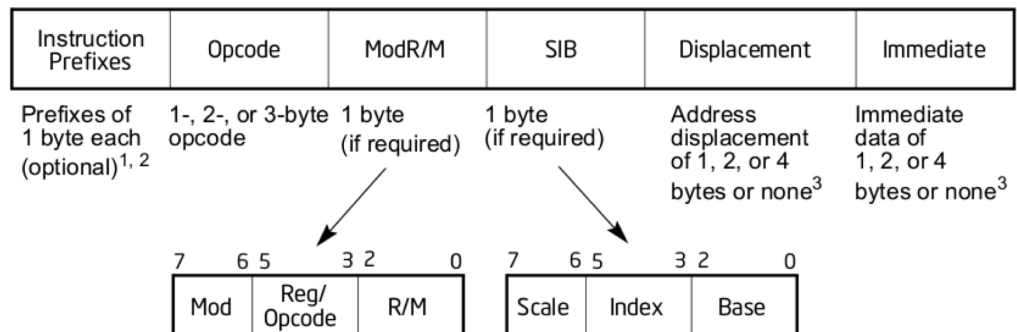 Instruction Prefixes
Opcode
ModR/M
SIB
Displacement
Immediate
Prefixes of
1 byte each
(optional)1, 2
1-, 2-, or 3-byte
opcode
1 byte
(if required)
1 byte
(if required)
Address
displacement
of 1, 2, or 4
bytes or none3
Immediate
data of
1, 2, or 4
bytes or none3
7 6 5 3 2 0
Mod
Reg/
Opcode
R/M
7 6 5 3 2 0
Scale
Index
Base